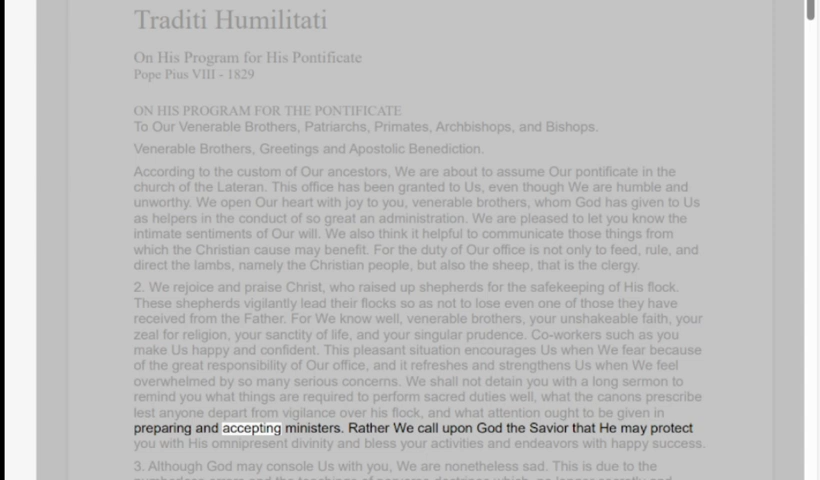 Traditi Humilitati
On His Program for His Pontificate
Pope Pius VIII - 1829
ON HIS PROGRAM FOR THE PONTIFICATE
To Our Venerable Brothers, Patriarchs, Primates, Archbishops, and Bishops.
Venerable Brothers, Greetings and Apostolic Benediction.
According to the custom of Our ancestors, We are about to assume Our pontificate in the
church of the Lateran. This office has been granted to Us, even though We are humble and
unworthy. We open Our heart with joy to you, venerable brothers, whom God has given to Us
as helpers in the conduct of so great an administration. We are pleased to let you know the
intimate sentiments of Our will. We also think it helpful to communicate those things from
which the Christian cause may benefit. For the duty of Our office is not only to feed, rule, and
direct the lambs, namely the Christian people, but also the sheep, that is the clergy.
2. We rejoice and praise Christ, who raised up shepherds for the safekeeping of His flock.
These shepherds vigilantly lead their flocks so as not to lose even one of those they have
received from the Father. For We know well, venerable brothers, your unshakeable faith, your
zeal for religion, your sanctity of life, and your singular prudence. Co-workers such as you
make Us happy and confident. This pleasant situation encourages Us when We fear because
of the great responsibility of Our office, and it refreshes and strengthens Us when We feel
overwhelmed by so many serious concerns. We shall not detain you with a long sermon to
remind you what things are required to perform sacred duties well, what the canons prescribe
lest anyone depart from vigilance over his flock, and what attention ought to be given in
preparing and accepting ministers. Rather We call upon God the Savior that He may protect
you with His omnipresent divinity and bless your activities and endeavors with happy success.
3. Although God may console Us with you, We are nonetheless sad. This is due to the